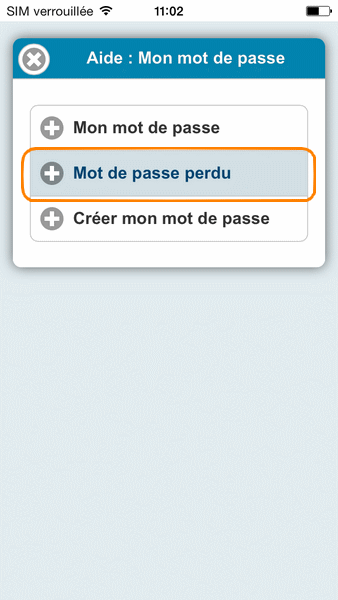 SIM verrouillée 11:02
Aide : Mon mot de passe
Mon mot de passe
Mot de passe perdu
Créer mon mot de passe